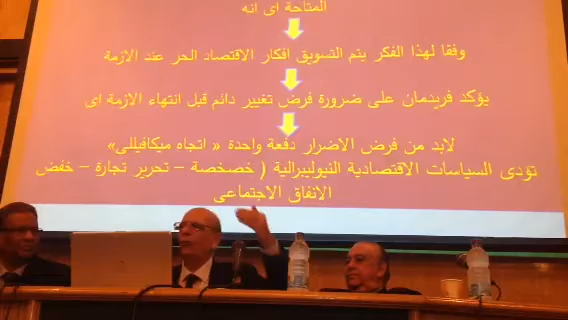 المتاحة اى انه
وفقا لهذا الفكر يتم التسويق افكار الاقتصاد الحر عند الازمة
يؤكد فريدمان على ضرورة فرض تغيير دائم قبل انتهاء الازمة اى
لابد من فرض الاضرار دفعة واحدة « اتجاه ميكافيللى»
تؤدى السياسات الاقتصادية النيوليبرالية ( خصخصة – تحرير تجارة – خفض
الانفاق الاجتماعى